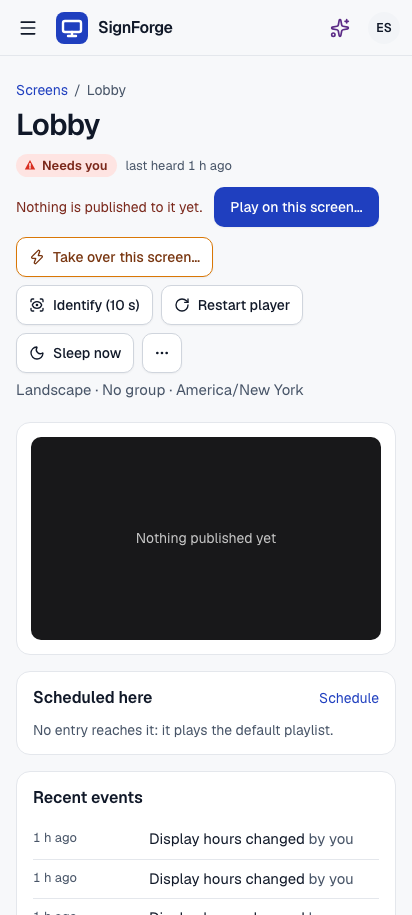 SignForge
ES
Screens / Lobby
Lobby
Needs you last heard 1 h ago
Nothing is published to it yet. Play on this screen...
Take over this screen...
Identify (10 s) Restart player
Sleep now ...
Landscape · No group · America/New York
Nothing published yet
Scheduled here Schedule
No entry reaches it: it plays the default playlist.
Recent events
1 h ago Display hours changed by you
1 h ago Display hours changed by you